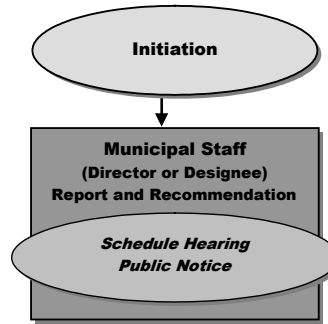 Initiation
Municipal Staff
(Director or Designee)
Report and Recommendation
Schedule Hearing
Public Notice